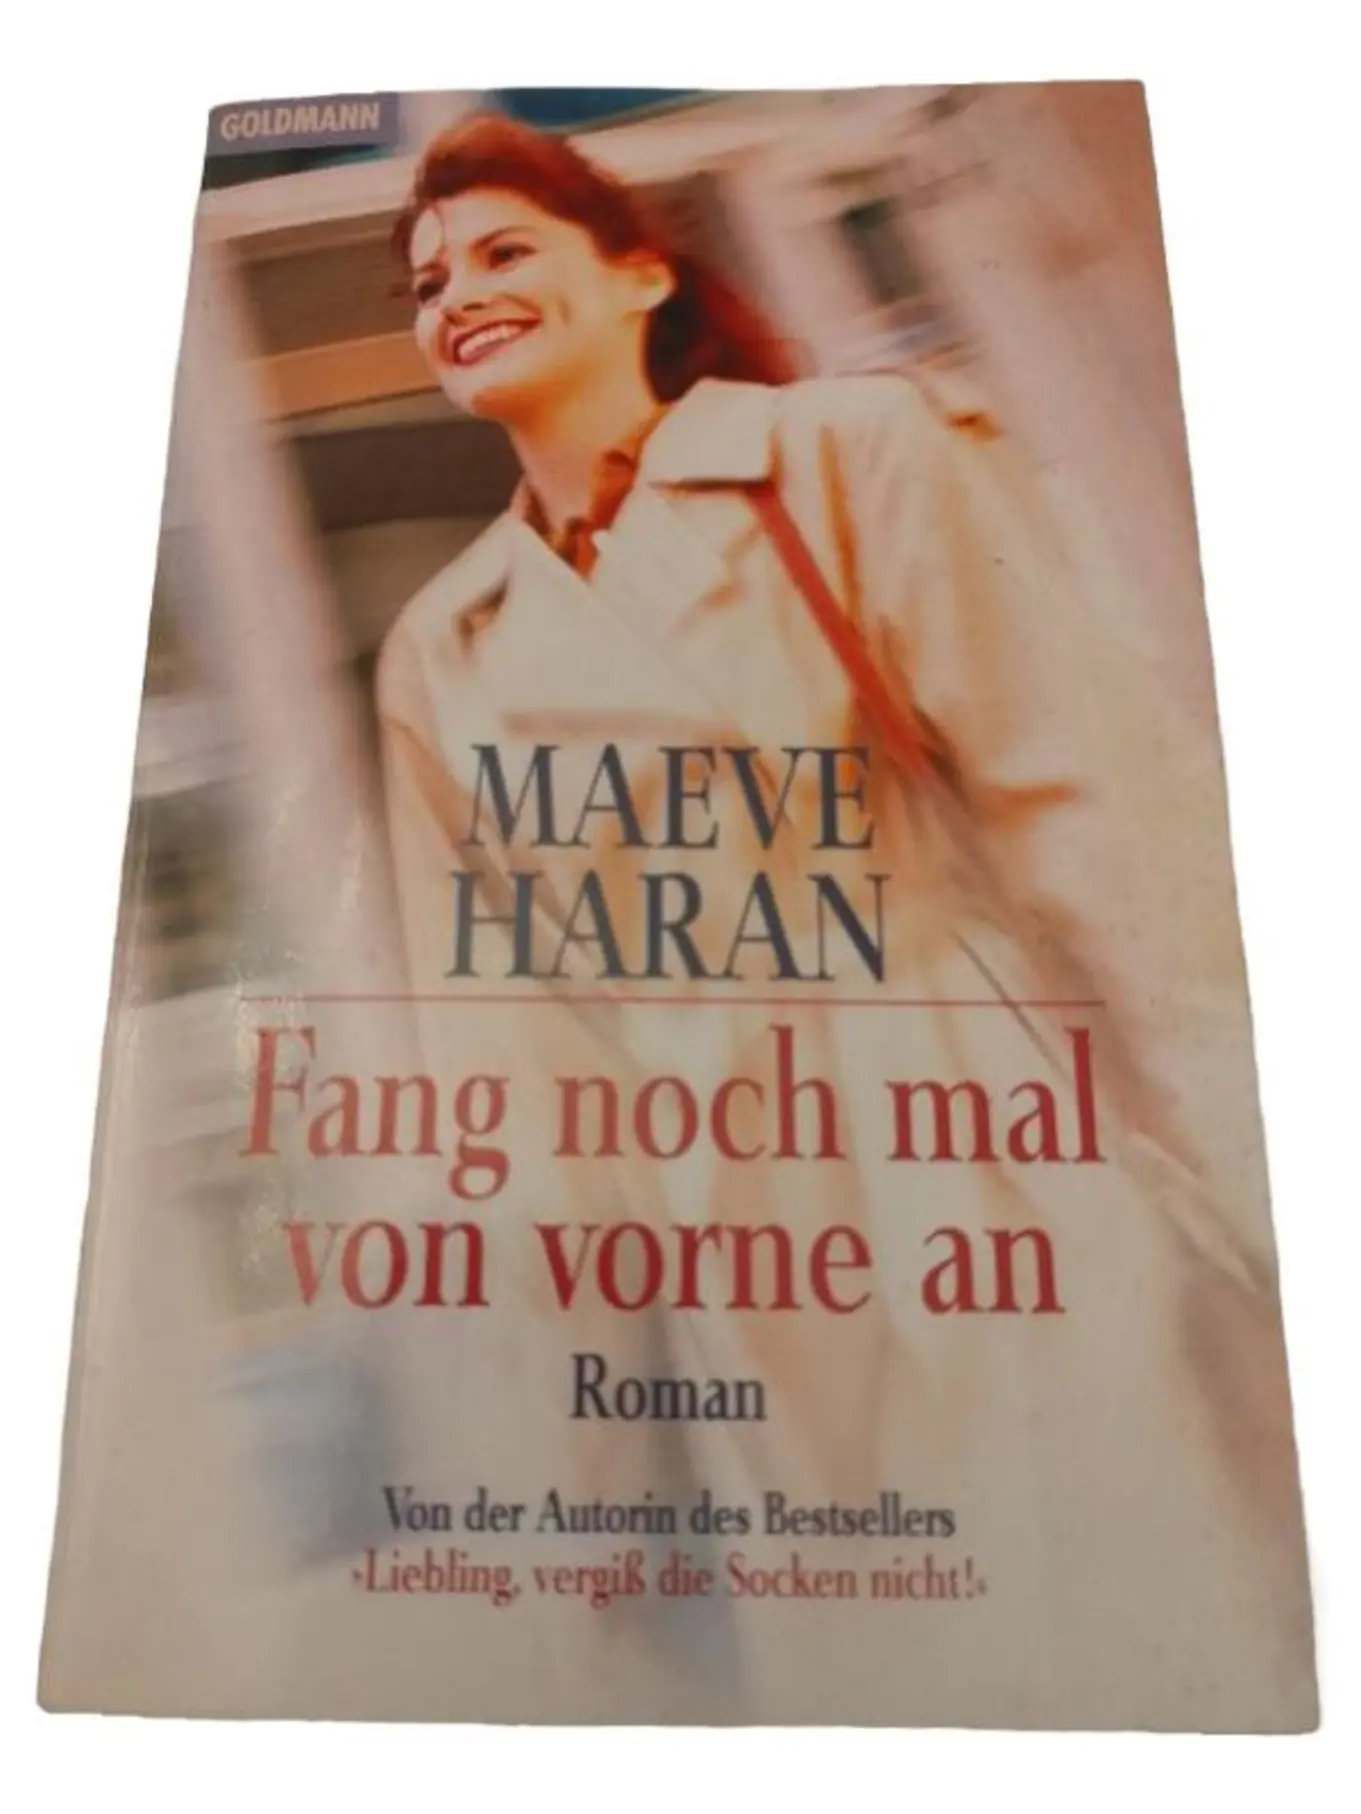 GOLDMANN
MAEVE
HARAN
Fang noch mal
von vorne an
Roman
Von der Autorin des Bestsellers
›Liebling, vergiß die Socken nicht!‹